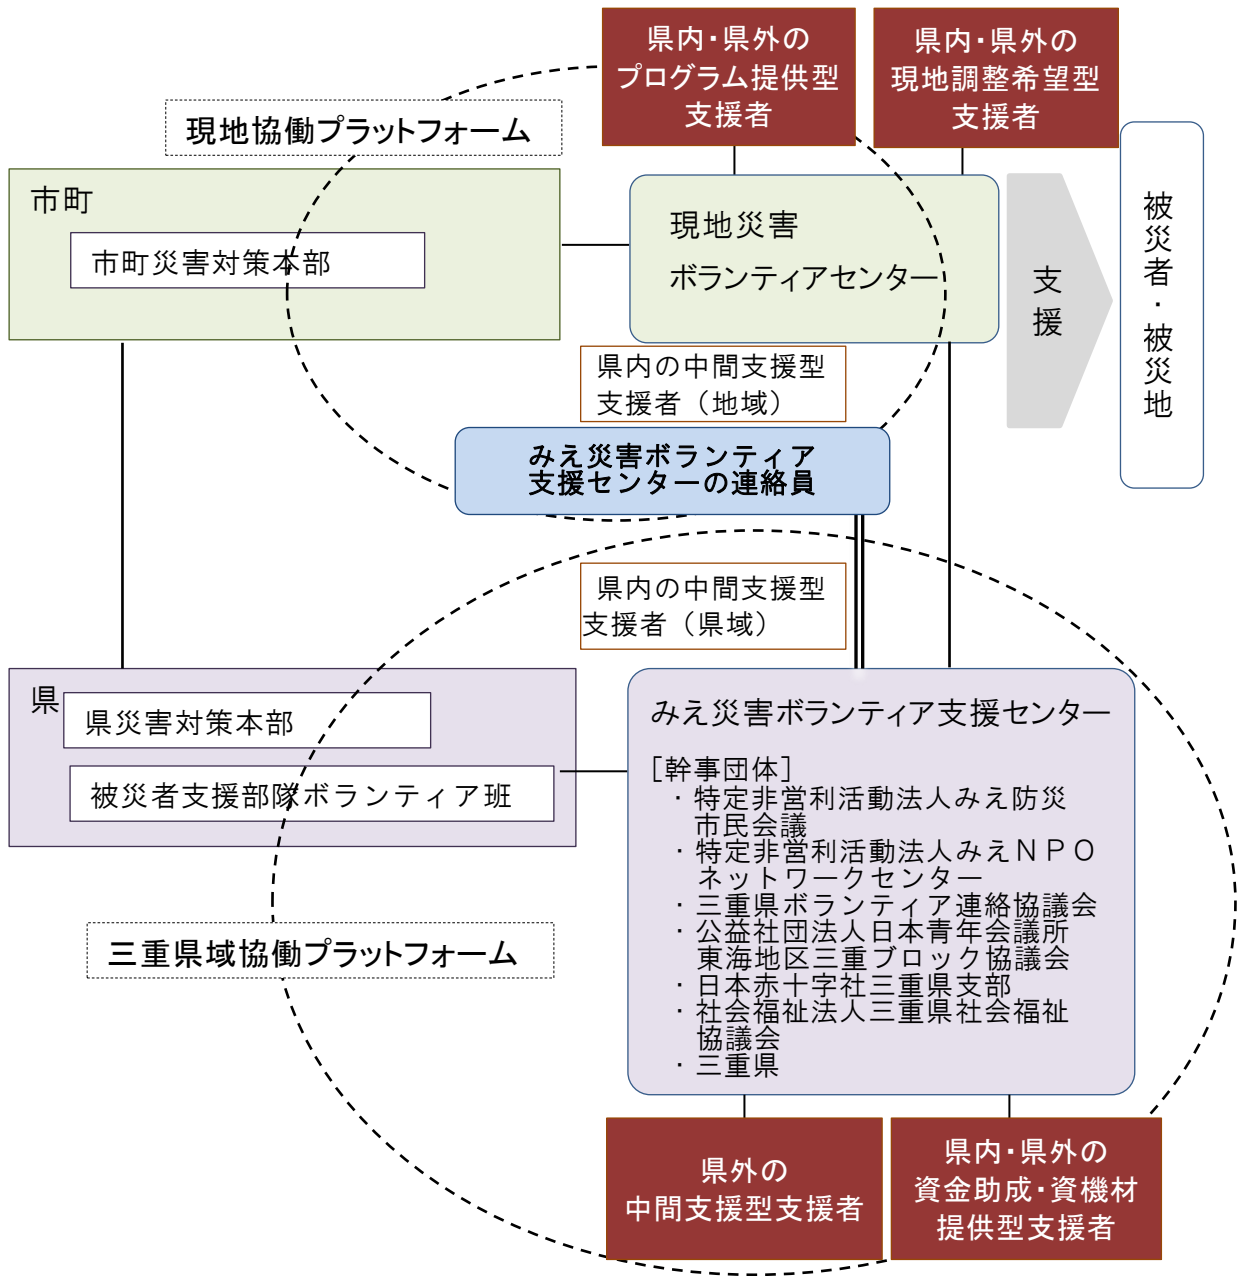 県内・県外の
プログラム提供型
支援者
県内・県外の
現地調整希望型
支援者
現地協働プラットフォーム
市町
市町災害対策本部
現地災害
ボランティアセンター
支援
被災者・被災地
県内の中間支援型
支援者（地域）
みえ災害ボランティア
支援センターの連絡員
県内の中間支援型
支援者（県域）
県
県災害対策本部
被災者支援部隊ボランティア班
みえ災害ボランティア支援センター
［幹事団体］
・特定非営利活動法人みえ防災
市民会議
・特定非営利活動法人みえＮＰＯ
ネットワークセンター
・三重県ボランティア連絡協議会
・公益社団法人日本青年会議所
東海地区三重ブロック協議会
・日本赤十字社三重県支部
・社会福祉法人三重県社会福祉
協議会
・三重県
三重県域協働プラットフォーム
県外の
中間支援型支援者
県内・県外の
資金助成・資機材
提供型支援者